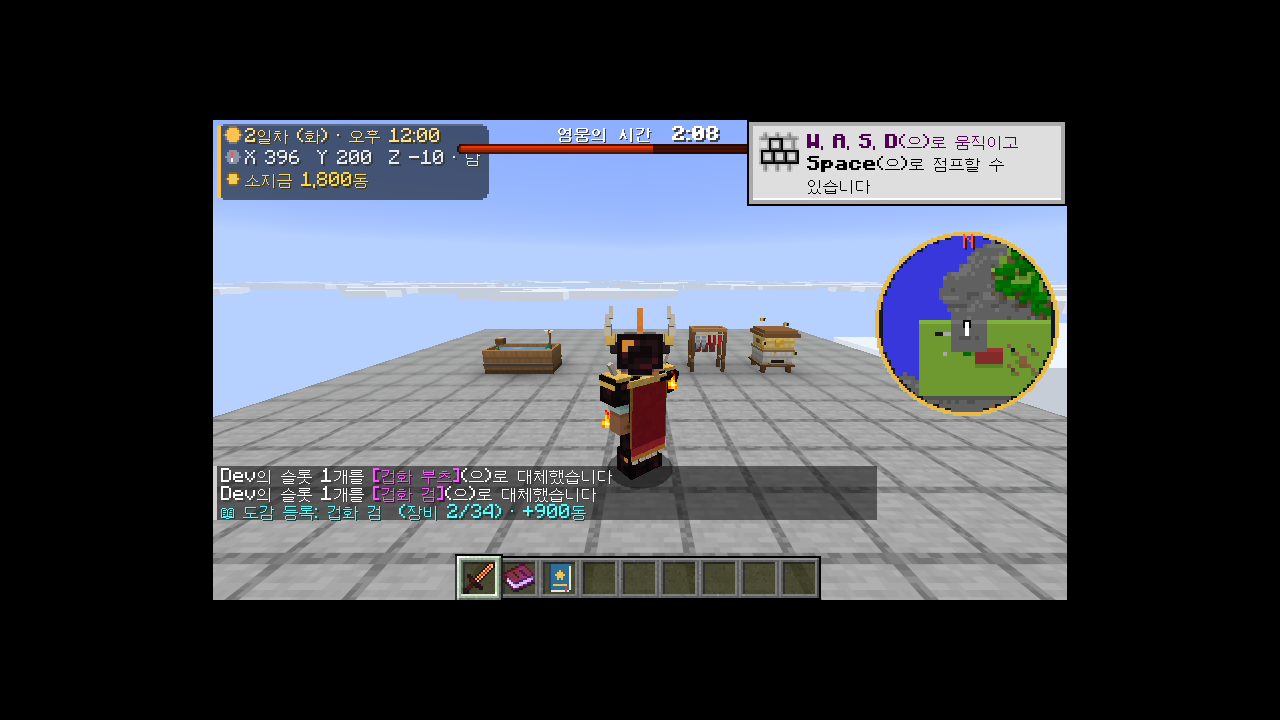 2일차 (화) · 오후 12:00
X 396 Y 200 Z -10 · 남
소지금 1,800동
영웅의 시간 2:08
W, A, S, D(으)로 움직이고
Space(으)로 점프할 수
있습니다
N
Dev의 슬롯 1개를 [겁화 부츠](으)로 대체했습니다
Dev의 슬롯 1개를 [겁화 검](으)로 대체했습니다
도감 등록: 겁화 검 (장비 2/34) · +900동